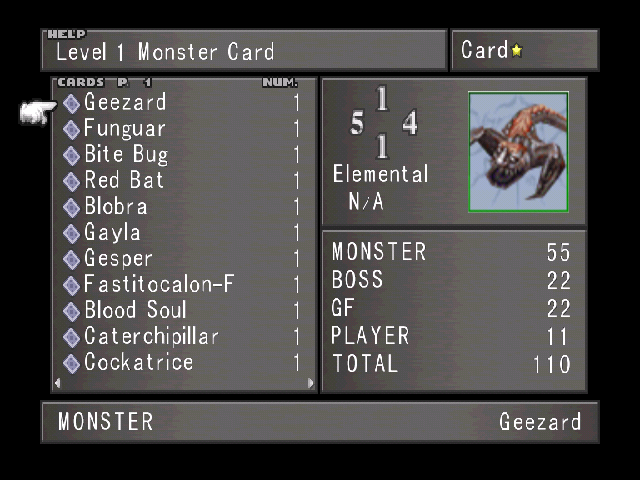 HELP
Level 1 Monster Card
Card
CARDS P. 1 NUM.
Geezard 1
Funguar 1
Bite Bug 1
Red Bat 1
Blobra 1
Gayla 1
Gesper 1
Fastitocalon-F 1
Blood Soul 1
Caterchipillar 1
Cockatrice 1
1
5 4
1
Elemental
N/A
MONSTER 55
BOSS 22
GF 22
PLAYER 11
TOTAL 110
MONSTER Geezard